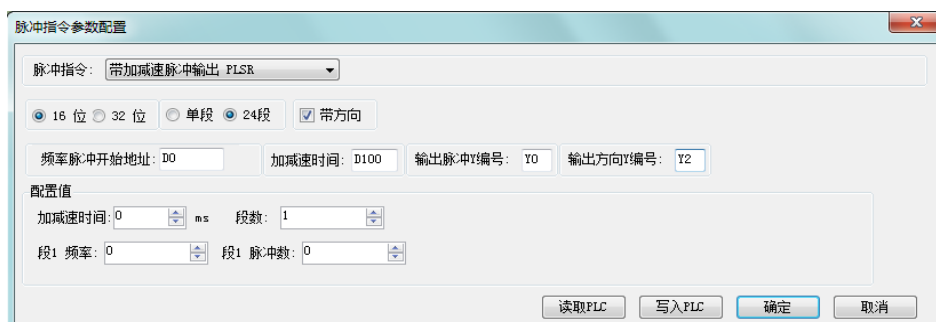 脉冲指令参数配置
脉冲指令: 带加减速脉冲输出 PLSR
16 位 32 位 单段 24段 带方向
频率脉冲开始地址: D0 加减速时间: D100 输出脉冲Y编号: Y0 输出方向Y编号: Y2
配置值
加减速时间: 0 ms 段数: 1
段1 频率: 0 段1 脉冲数: 0
读取PLC 写入PLC 确定 取消